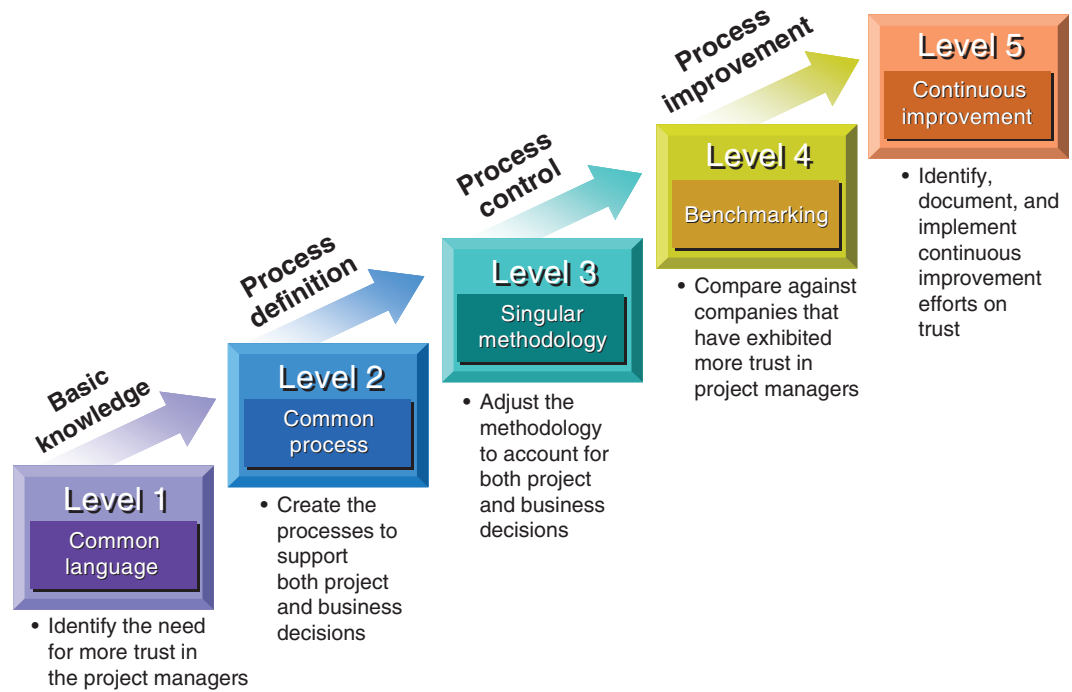 Basic
knowledge
Level 1
Common
language
• Identify the need
for more trust in
the project managers
Process
definition
Level 2
Common
process
• Create the
processes to
support
both project
and business
decisions
Process
control
Level 3
Singular
methodology
• Adjust the
methodology
to account for
both project
and business
decisions
Process
improvement
Level 4
Benchmarking
• Compare against
companies that
have exhibited
more trust in
project managers
Level 5
Continuous
improvement
• Identify,
document, and
implement
continuous
improvement
efforts on
trust